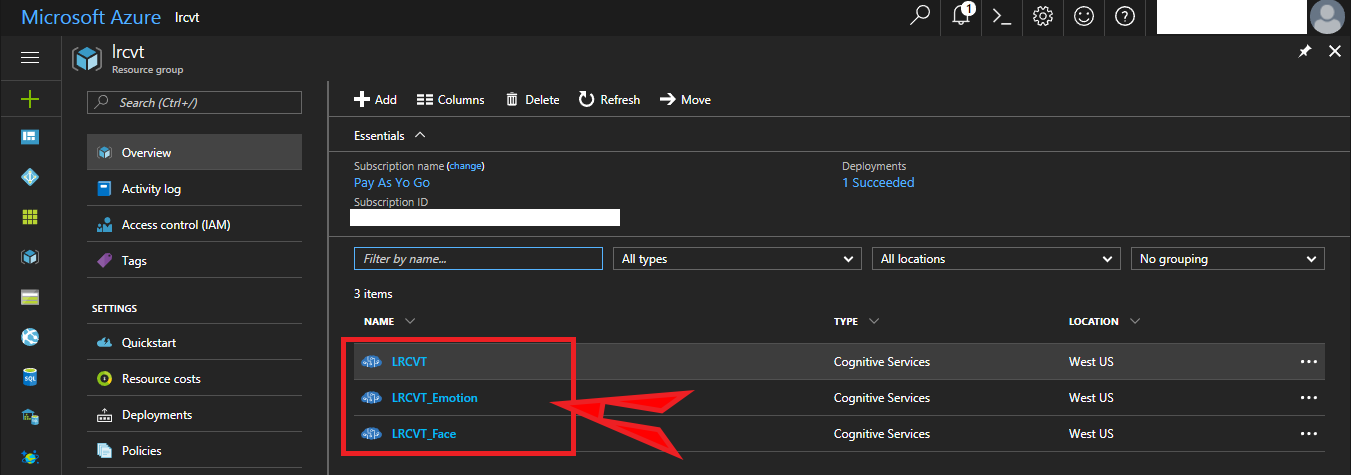 Microsoft Azure lrcvt
1
lrcvt
Resource group
Search (Ctrl+/)
Overview
Activity log
Access control (IAM)
Tags
SETTINGS
Quickstart
Resource costs
Deployments
Policies
Add Columns Delete Refresh Move
Essentials
Subscription name (change) Deployments
Pay As Yo Go 1 Succeeded
Subscription ID
Filter by name... All types All locations No grouping
3 items
NAME TYPE LOCATION
LRCVT Cognitive Services West US
LRCVT_Emotion Cognitive Services West US
LRCVT_Face Cognitive Services West US
SQL